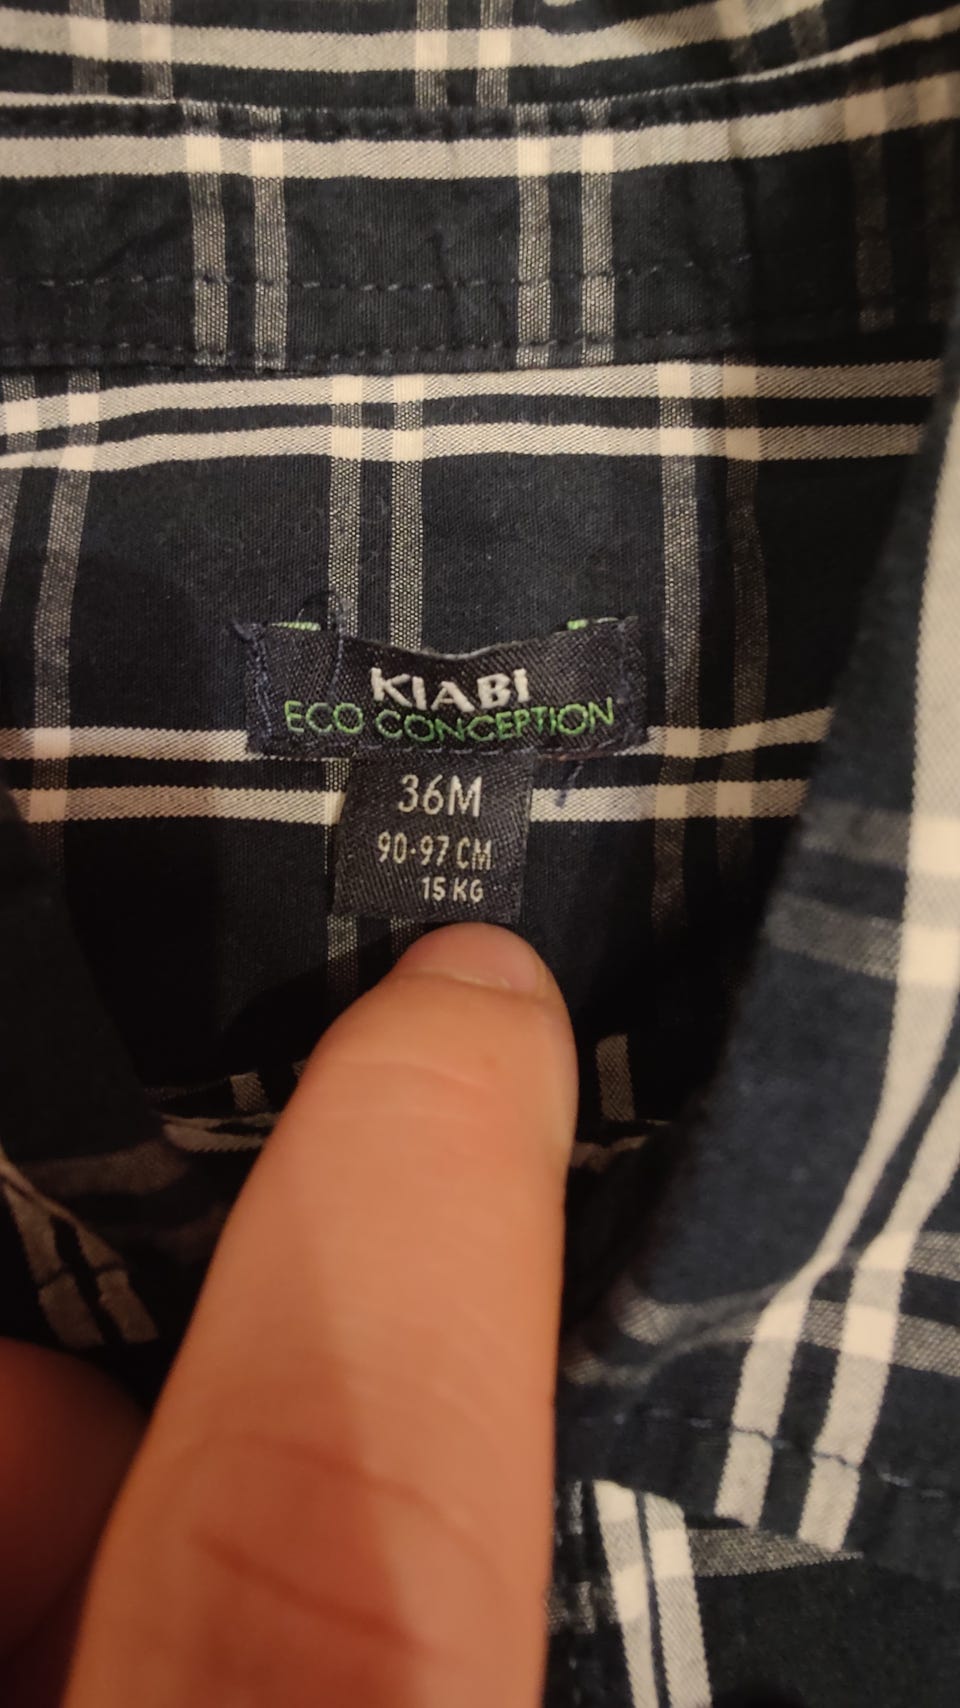 KIABI
ECO CONCEPTION
36M
90-97 CM
15 KG